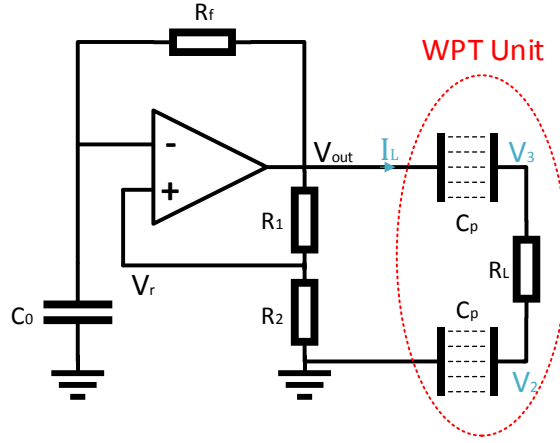 Rf
WPT Unit
-
+
Vout
IL
V3
Cp
R1
Vr
RL
C0
R2
Cp
V2